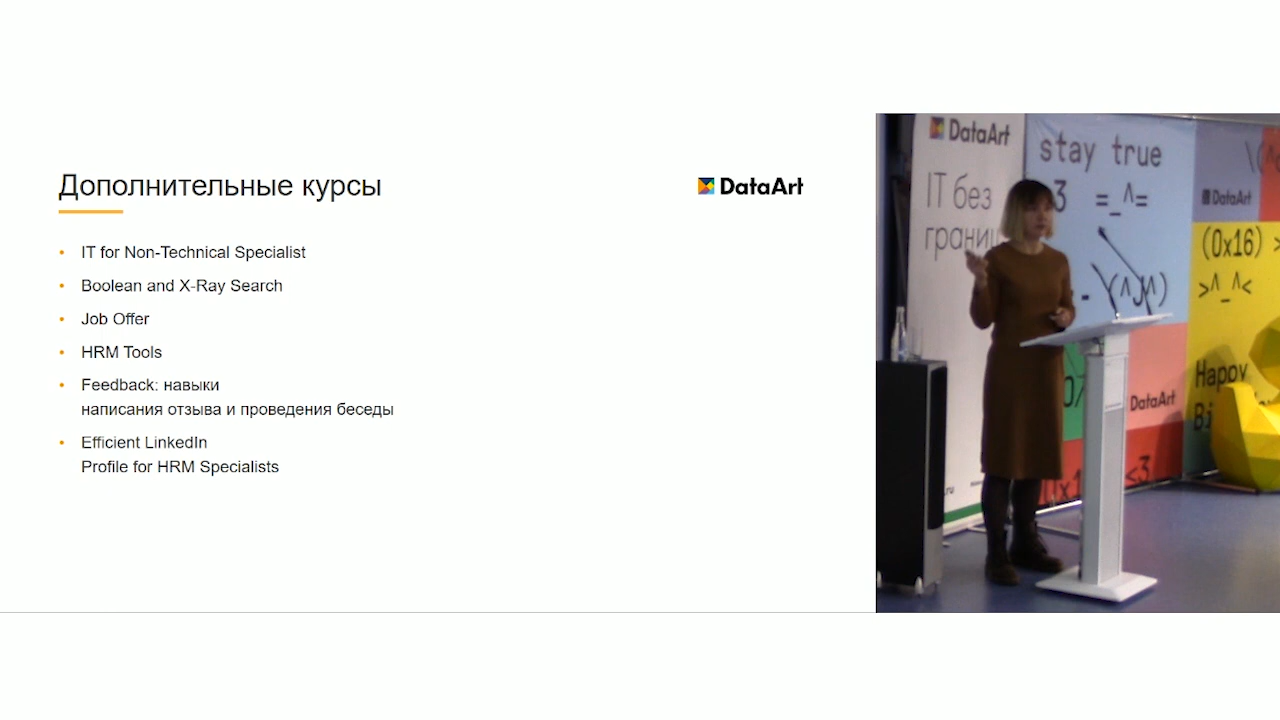 Дополнительные курсы
DataArt
IT for Non-Technical Specialist
Boolean and X-Ray Search
Job Offer
HRM Tools
Feedback: навыки
написания отзыва и проведения беседы
Efficient LinkedIn
Profile for HRM Specialists
DataArt
IT без
границ
stay true
=_^=
DataArt
(0x16) >
>^_^<
Happy
Bi
DataArt
<3